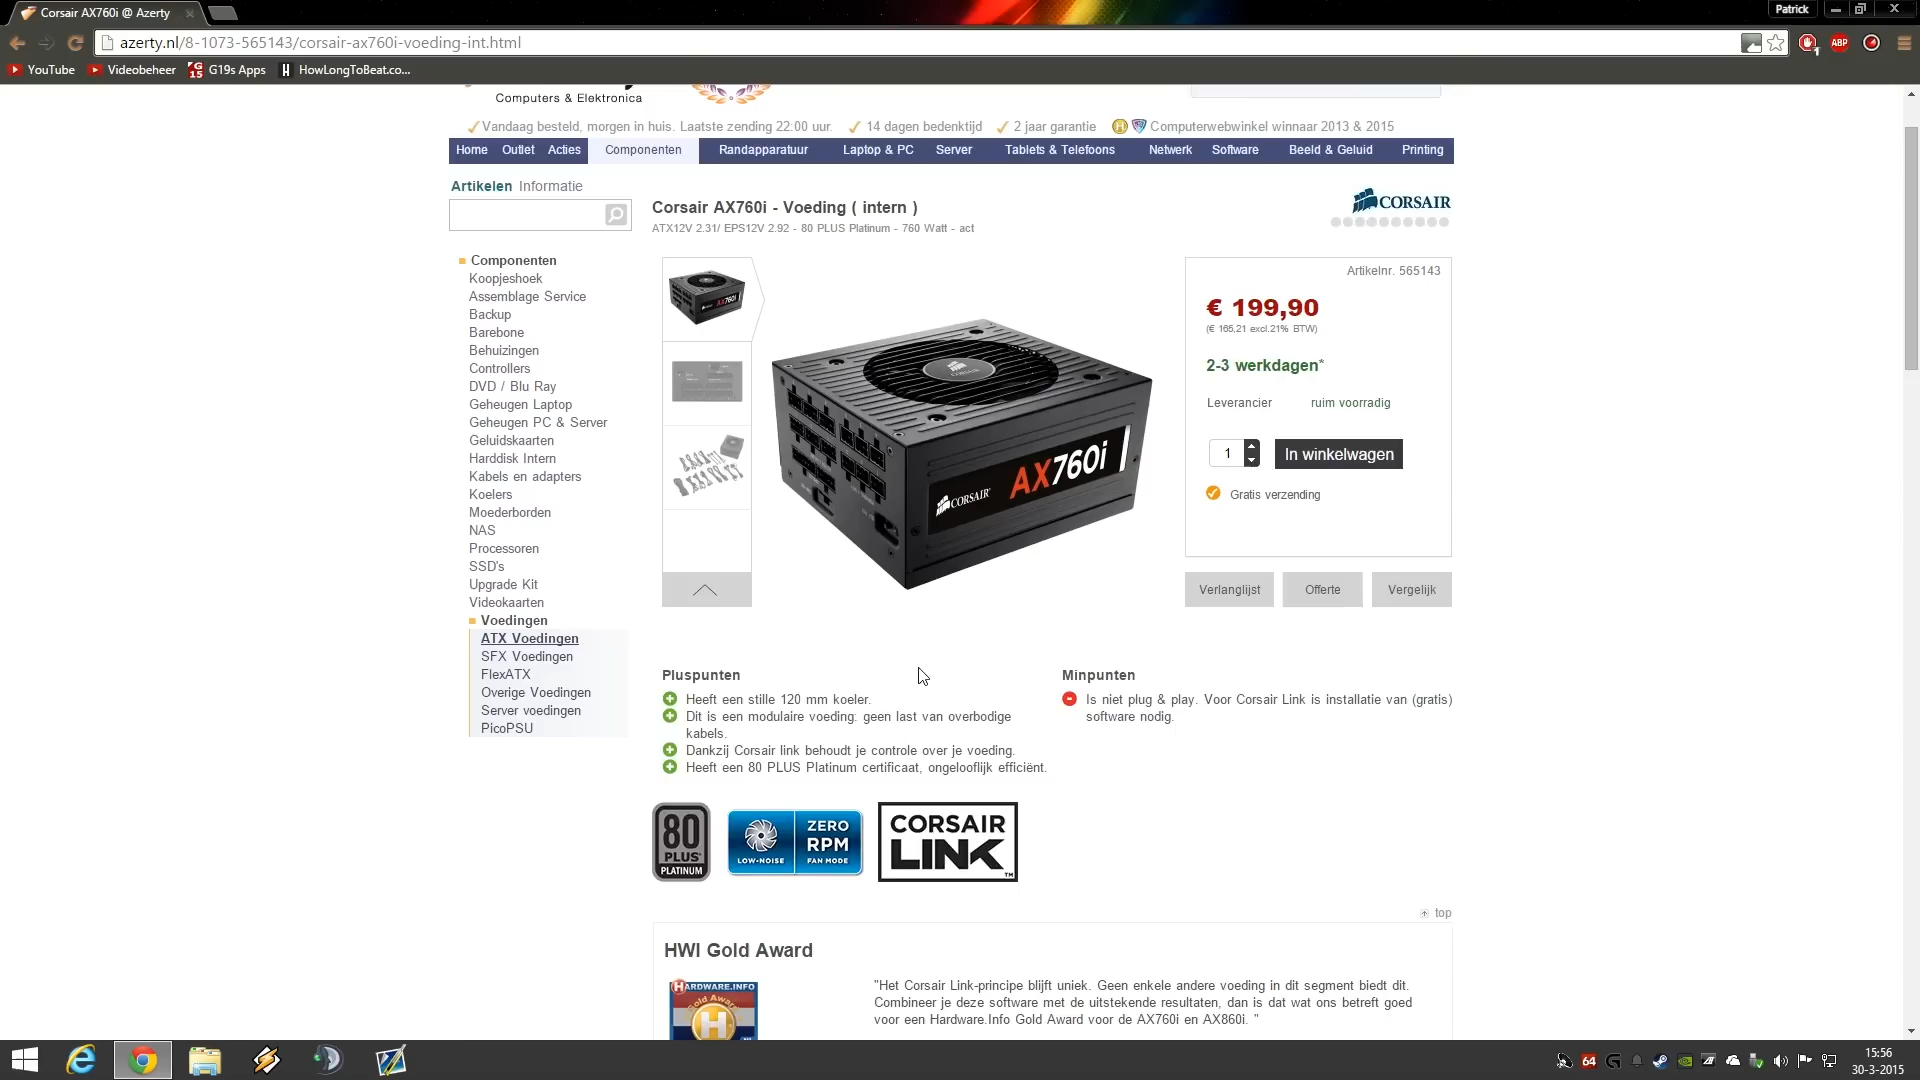 Corsair AX760i @ Azerty
Patrick
azerty.nl/8-1073-565143/corsair-ax760i-voeding-int.html
1
ABP
YouTube
Videobeheer
G15
G19s Apps
H
HowLongToBeat.co...
Computers & Elektronica
Vandaag besteld, morgen in huis. Laatste zending 22:00 uur.
14 dagen bedenktijd
2 jaar garantie
Computerwebwinkel winnaar 2013 & 2015
Home Outlet Acties Componenten Randapparatuur Laptop & PC Server Tablets & Telefoons Netwerk Software Beeld & Geluid Printing
Artikelen Informatie
Corsair AX760i - Voeding ( intern )
ATX12V 2.31/ EPS12V 2.92 - 80 PLUS Platinum - 760 Watt - act
CORSAIR
Componenten
Koopjeshoek
Assemblage Service
Backup
Barebone
Behuizingen
Controllers
DVD / Blu Ray
Geheugen Laptop
Geheugen PC & Server
Geluidskaarten
Harddisk Intern
Kabels en adapters
Koelers
Moederborden
NAS
Processoren
SSD's
Upgrade Kit
Videokaarten
Voedingen
ATX Voedingen
SFX Voedingen
FlexATX
Overige Voedingen
Server voedingen
PicoPSU
AX760i
CORSAIR
CORSAIR AX760i
Artikelnr. 565143
€ 199,90
(€ 165,21 excl.21% BTW)
2-3 werkdagen*
Leverancier ruim voorradig
1
In winkelwagen
Gratis verzending
Verlanglijst
Offerte
Vergelijk
Pluspunten
Heeft een stille 120 mm koeler.
Dit is een modulaire voeding: geen last van overbodige
kabels.
Dankzij Corsair link behoudt je controle over je voeding.
Heeft een 80 PLUS Platinum certificaat, ongelooflijk efficiënt.
Minpunten
Is niet plug & play. Voor Corsair Link is installatie van (gratis)
software nodig.
80
PLUS
PLATINUM
LOW-NOISE
ZERO
RPM
FAN MODE
CORSAIR
LINK™
top
HWI Gold Award
HARDWARE.INFO
Gold Award
H
"Het Corsair Link-principe blijft uniek. Geen enkele andere voeding in dit segment biedt dit.
Combineer je deze software met de uitstekende resultaten, dan is dat wat ons betreft goed
voor een Hardware.Info Gold Award voor de AX760i en AX860i. "
64
15:56
30-3-2015